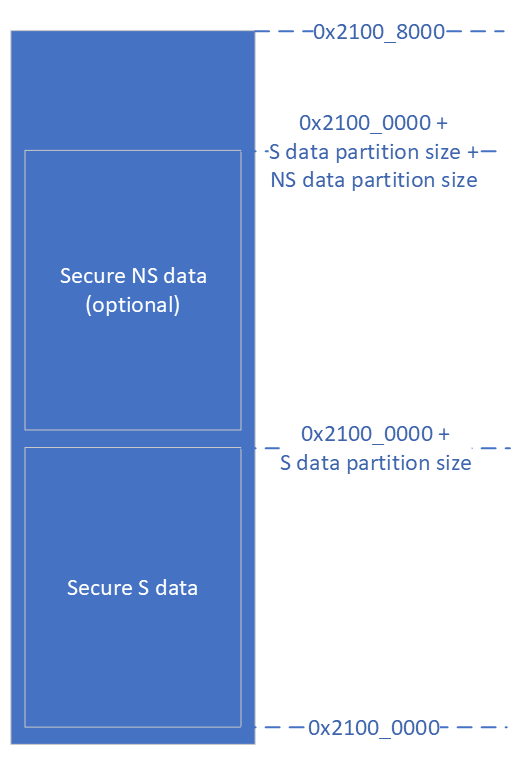 0x2100_8000
0x2100_0000 +
S data partition size +
NS data partition size
Secure NS data
(optional)
0x2100_0000 +
S data partition size
Secure S data
0x2100_0000